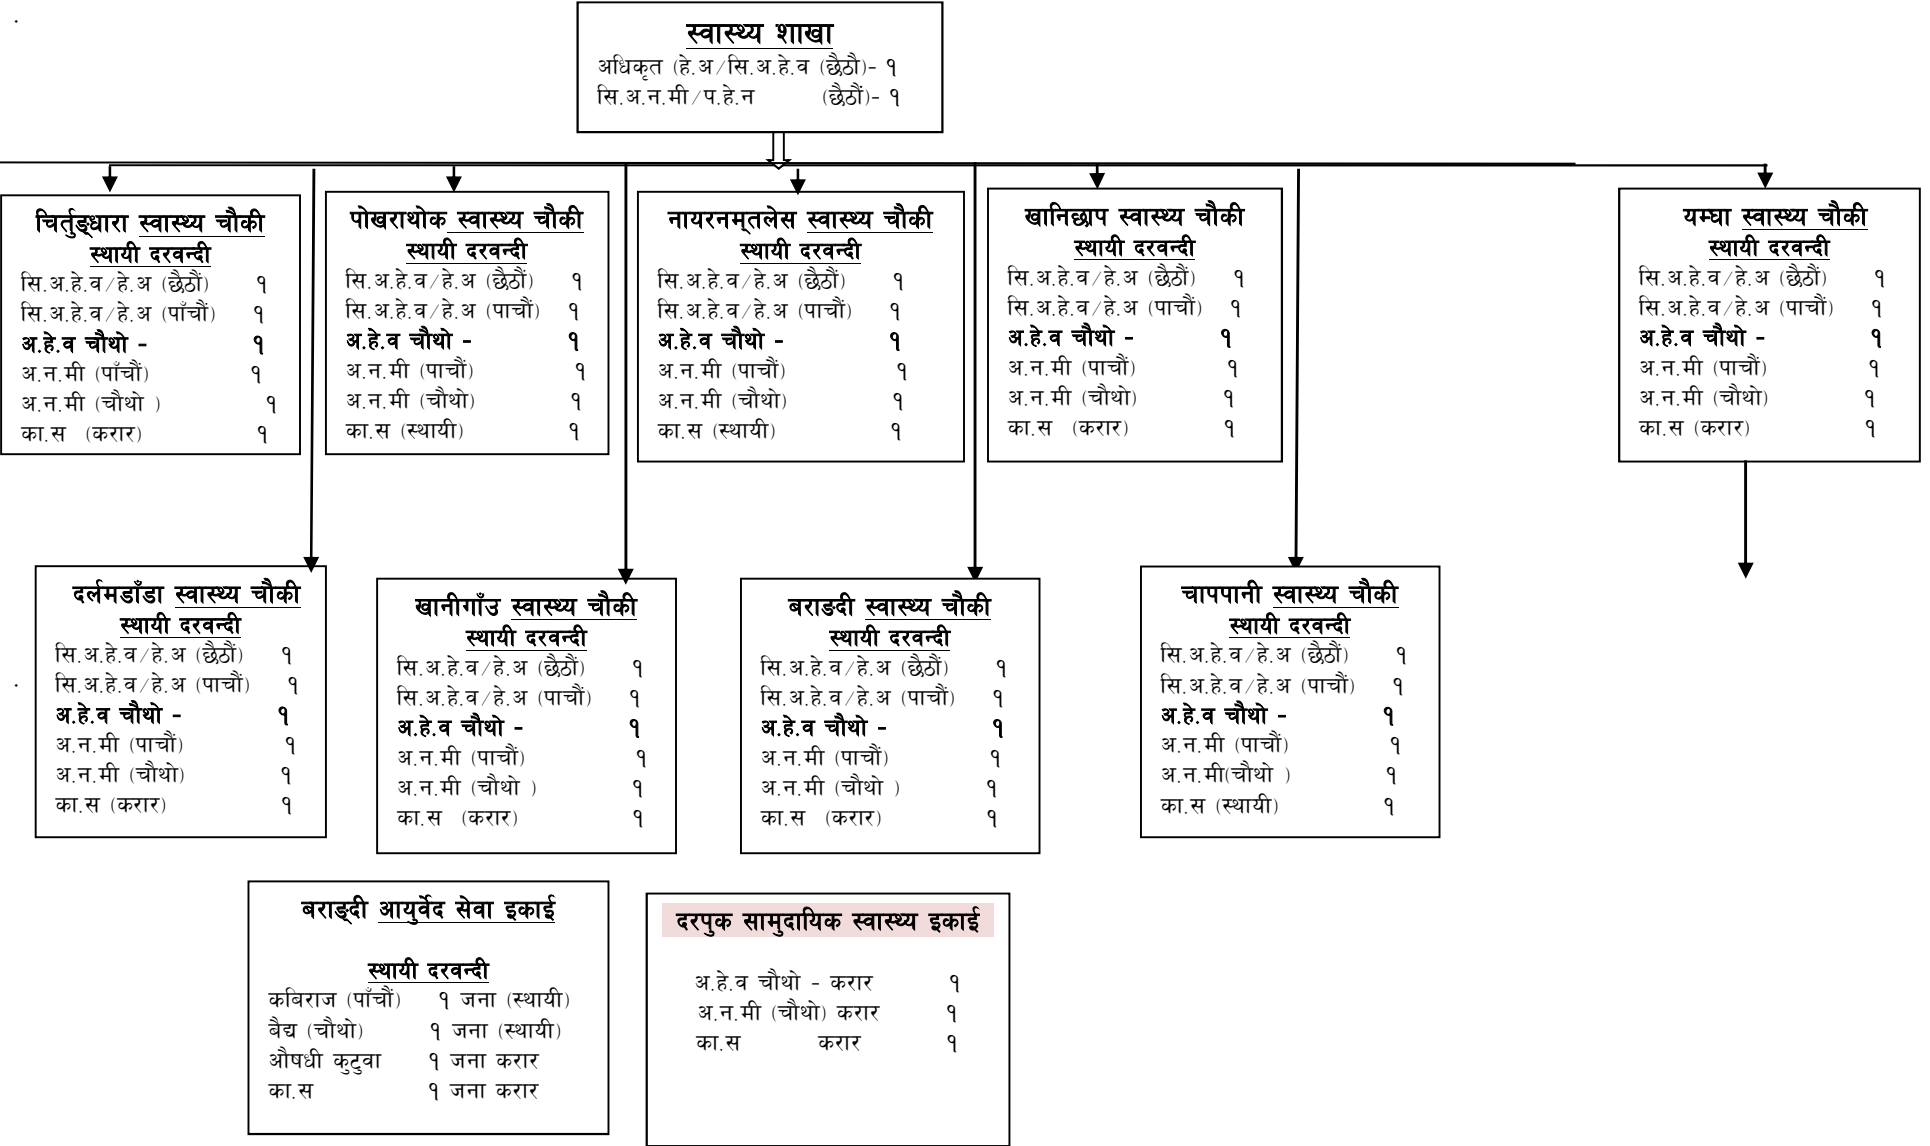 स्वास्थ्य शाखा
अधिकृत (हे.अ/सि.अ.हे.व (छैठौ)- १
सि.अ.न.मी/प.हे.न (छैठौं)- १
चिर्तुङ्धारा स्वास्थ्य चौकी
स्थायी दरवन्दी
सि.अ.हे.व/हे.अ (छैठौं) १
सि.अ.हे.व/हे.अ (पाँचौं) १
अ.हे.व चौथो - १
अ.न.मी (पाँचौं) १
अ.न.मी (चौथो ) १
का.स (करार) १
पोखराथोक स्वास्थ्य चौकी
स्थायी दरवन्दी
सि.अ.हे.व/हे.अ (छैठौं) १
सि.अ.हे.व/हे.अ (पाचौं) १
अ.हे.व चौथो - १
अ.न.मी (पाचौं) १
अ.न.मी (चौथो) १
का.स (स्थायी) १
नायरनम्तलेस स्वास्थ्य चौकी
स्थायी दरवन्दी
सि.अ.हे.व/हे.अ (छैठौं) १
सि.अ.हे.व/हे.अ (पाचौं) १
अ.हे.व चौथो - १
अ.न.मी (पाचौं) १
अ.न.मी (चौथो) १
का.स (स्थायी) १
खानिछाप स्वास्थ्य चौकी
स्थायी दरवन्दी
सि.अ.हे.व/हे.अ (छैठौं) १
सि.अ.हे.व/हे.अ (पाचौं) १
अ.हे.व चौथो - १
अ.न.मी (पाचौं) १
अ.न.मी (चौथो) १
का.स (करार) १
यम्घा स्वास्थ्य चौकी
स्थायी दरवन्दी
सि.अ.हे.व/हे.अ (छैठौं) १
सि.अ.हे.व/हे.अ (पाचौं) १
अ.हे.व चौथो - १
अ.न.मी (पाचौं) १
अ.न.मी (चौथो) १
का.स (करार) १
दर्लमडाँडा स्वास्थ्य चौकी
स्थायी दरवन्दी
सि.अ.हे.व/हे.अ (छैठौं) १
सि.अ.हे.व/हे.अ (पाचौं) १
अ.हे.व चौथो - १
अ.न.मी (पाचौं) १
अ.न.मी (चौथो) १
का.स (करार) १
खानीगाँउ स्वास्थ्य चौकी
स्थायी दरवन्दी
सि.अ.हे.व/हे.अ (छैठौं) १
सि.अ.हे.व/हे.अ (पाचौं) १
अ.हे.व चौथो - १
अ.न.मी (पाचौं) १
अ.न.मी (चौथो ) १
का.स (करार) १
बराङदी स्वास्थ्य चौकी
स्थायी दरवन्दी
सि.अ.हे.व/हे.अ (छैठौं) १
सि.अ.हे.व/हे.अ (पाचौं) १
अ.हे.व चौथो - १
अ.न.मी (पाचौं) १
अ.न.मी (चौथो ) १
का.स (करार) १
चापपानी स्वास्थ्य चौकी
स्थायी दरवन्दी
सि.अ.हे.व/हे.अ (छैठौं) १
सि.अ.हे.व/हे.अ (पाचौं) १
अ.हे.व चौथो - १
अ.न.मी (पाचौं) १
अ.न.मी(चौथो ) १
का.स (स्थायी) १
बराङ्दी आयुर्वेद सेवा इकाई
स्थायी दरवन्दी
कबिराज (पाँचौं) १ जना (स्थायी)
बैद्य (चौथो) १ जना (स्थायी)
औषधी कुटुवा १ जना करार
का.स १ जना करार
दरपुक सामुदायिक स्वास्थ्य इकाई
अ.हे.व चौथो - करार १
अ.न.मी (चौथो) करार १
का.स करार १